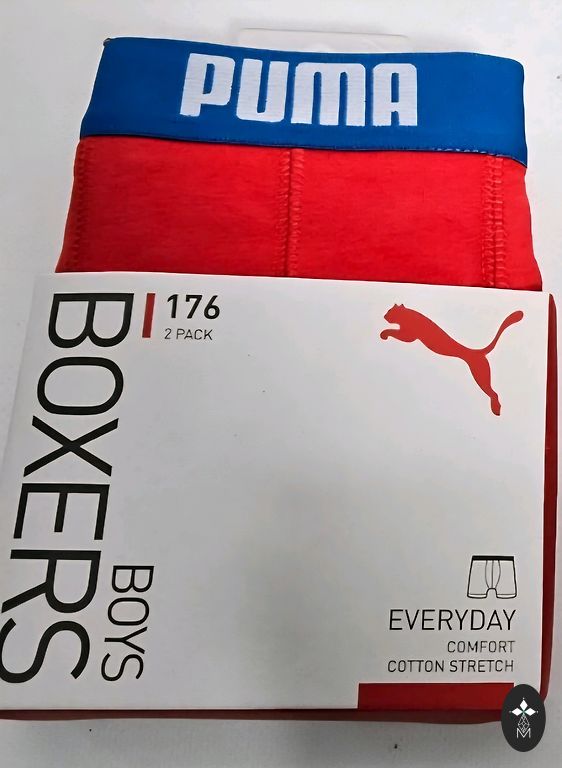 PUMA
176
2 PACK
BOXERS
BOYS
EVERYDAY
COMFORT
COTTON STRETCH
M